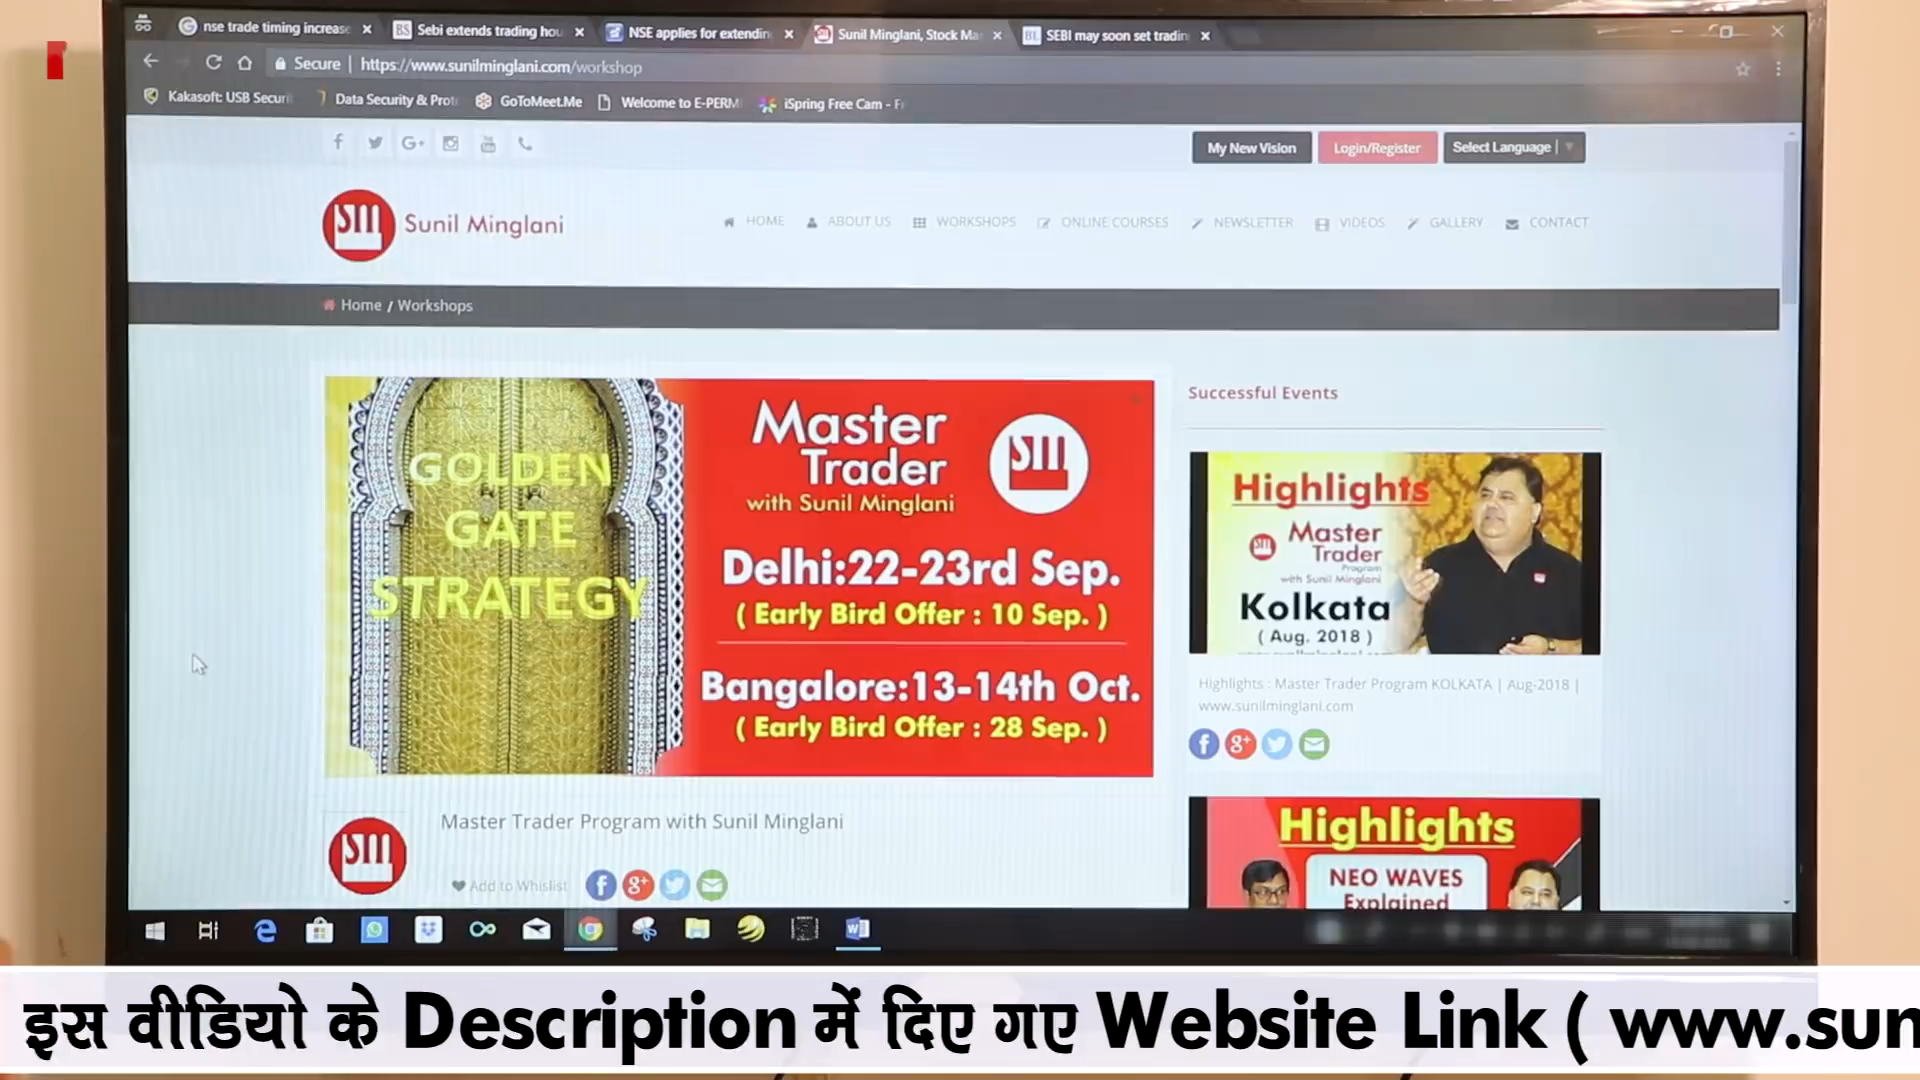 nse trade timing increase
Sebi extends trading hou
NSE applies for extendin
Sunil Minglani, Stock Ma
SEBI may soon set tradin
Secure | https://www.sunilminglani.com/workshop
Kakasoft: USB Securi
Data Security & Prot
GoToMeet.Me
Welcome to E-PERM
iSpring Free Cam - Fr
My New Vision
Login/Register
Select Language
Sunil Minglani
HOME
ABOUT US
WORKSHOPS
ONLINE COURSES
NEWSLETTER
VIDEOS
GALLERY
CONTACT
Home / Workshops
GOLDEN
GATE
STRATEGY
Master
Trader
with Sunil Minglani
Delhi:22-23rd Sep.
( Early Bird Offer : 10 Sep. )
Bangalore:13-14th Oct.
( Early Bird Offer : 28 Sep. )
Successful Events
Highlights
Master
Trader
Program
with Sunil Minglani
Kolkata
( Aug. 2018 )
Highlights : Master Trader Program KOLKATA | Aug-2018 |
www.sunilminglani.com
Master Trader Program with Sunil Minglani
Add to Whislist
Highlights
NEO WAVES
Explained
इस वीडियो के Description में दिए गए Website Link ( www.sun